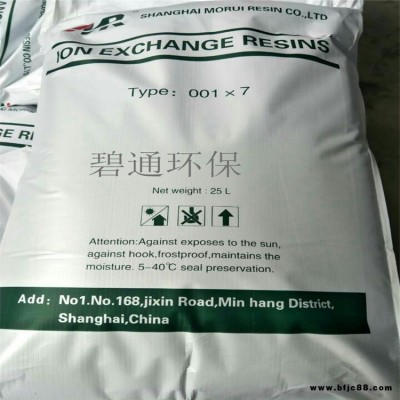 SHANGHAI MORUI RESIN CO.,LTD
ION EXCHANGE RESINS
Type: 001×7
碧通环保
Net weight: 25 L
Attention:Against exposes to the sun,
against hook,frostproof,maintains the
moisture. 5-40℃ seal preservation.
Add: No1.No.168,jixin Road,Min hang District,
Shanghai,China
www.bfjc88.com